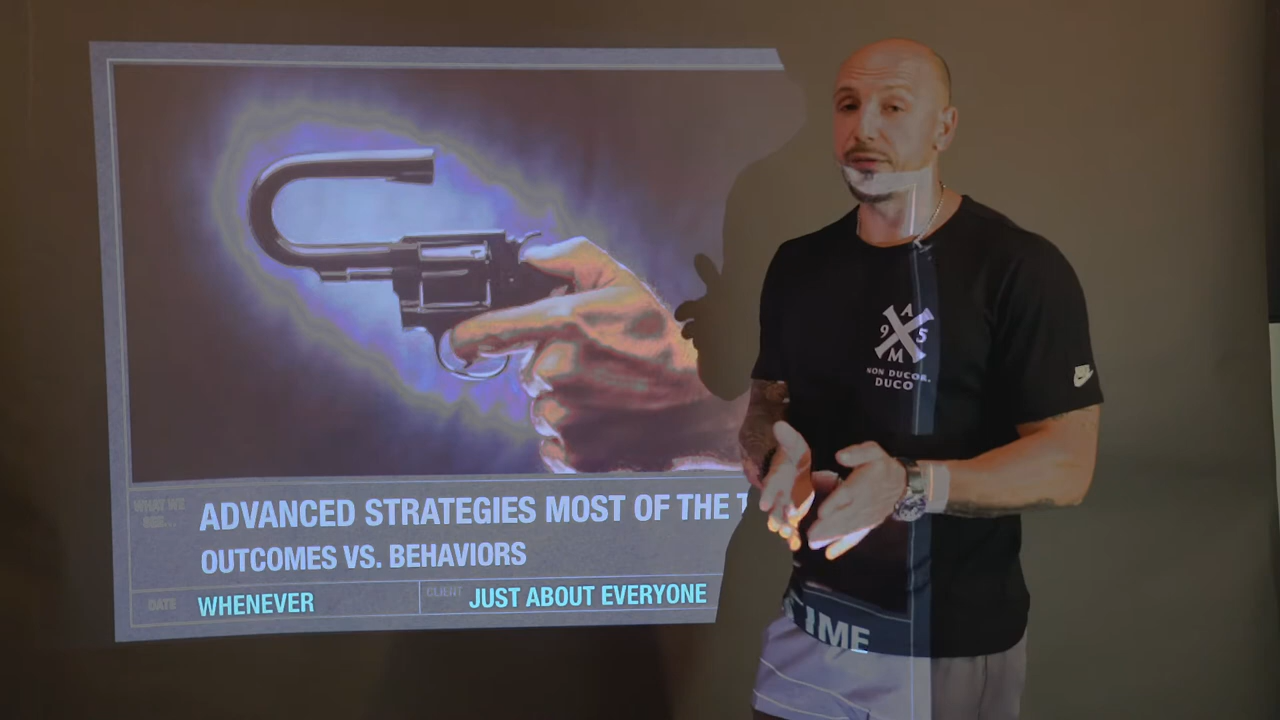 WHAT WE
SEE...
ADVANCED STRATEGIES MOST OF THE T
IME
OUTCOMES VS. BEHAVIORS
DATE
WHENEVER
CLIENT
JUST ABOUT EVERYONE
A
9 5
M
NON DUCOR,
DUCO